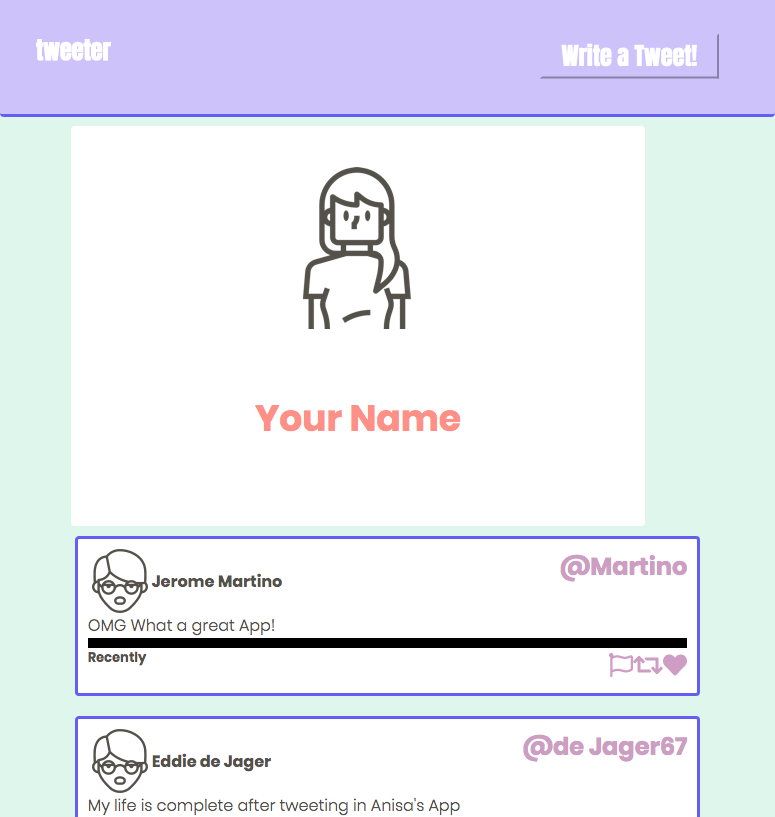 tweeter
Write a Tweet!
Your Name
Jerome Martino
@Martino
OMG What a great App!
Recently
Eddie de Jager
@de Jager67
My life is complete after tweeting in Anisa's App